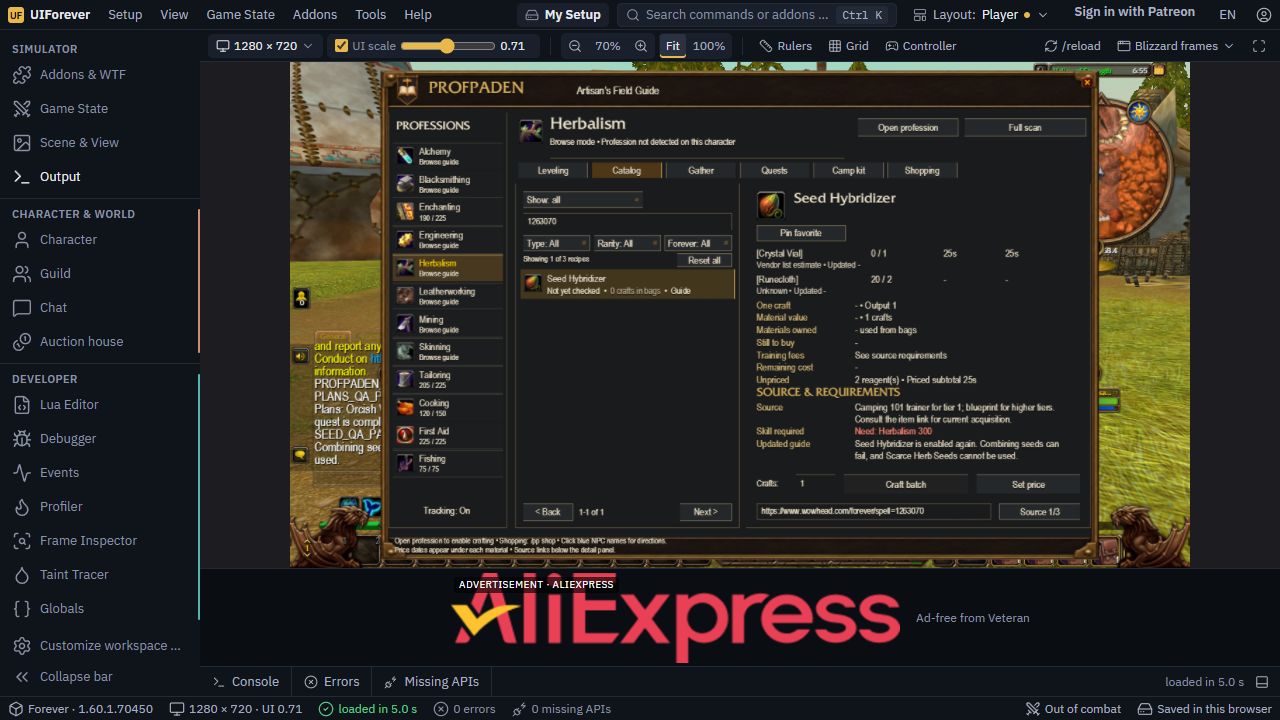 UF UIForever Setup View Game State Addons Tools Help My Setup Search commands or addons ... Ctrl K Layout: Player Sign in with Patreon EN
SIMULATOR
Addons & WTF
Game State
Scene & View
Output
CHARACTER & WORLD
Character
Guild
Chat
Auction house
DEVELOPER
Lua Editor
Debugger
Events
Profiler
Frame Inspector
Taint Tracer
Globals
Customize workspace ...
Collapse bar
1280 × 720 UI scale 0.71 70% Fit 100% Rulers Grid Controller /reload Blizzard frames
6:55
PROFPADEN Artisan's Field Guide
PROFESSIONS
Alchemy
Browse guide
Blacksmithing
Browse guide
Enchanting
190 / 225
Engineering
Browse guide
Herbalism
Browse guide
Leatherworking
Browse guide
Mining
Browse guide
Skinning
Browse guide
Tailoring
205 / 225
Cooking
120 / 150
First Aid
225 / 225
Fishing
75 / 75
Tracking: On
Herbalism
Browse mode • Profession not detected on this character
Open profession Full scan
Leveling Catalog Gather Quests Camp kit Shopping
Show: all
1263070
Type: All Rarity: All Forever: All
Showing 1 of 3 recipes Reset all
Seed Hybridizer
Not yet checked • 0 crafts in bags • Guide
< Back 1-1 of 1 Next >
Seed Hybridizer
Pin favorite
[Crystal Vial] 0 / 1 25s 25s
Vendor list estimate • Updated -
[Runecloth] 20 / 2 - -
Unknown • Updated -
One craft - • Output 1
Material value - • 1 crafts
Materials owned - used from bags
Still to buy -
Training fees See source requirements
Remaining cost -
Unpriced 2 reagent(s) • Priced subtotal 25s
SOURCE & REQUIREMENTS
Source Camping 101 trainer for tier 1; blueprint for higher tiers.
Consult the item link for current acquisition.
Skill required Need: Herbalism 300
Updated guide Seed Hybridizer is enabled again. Combining seeds can
fail, and Scarce Herb Seeds cannot be used.
Crafts: 1 Craft batch Set price
https://www.wowhead.com/forever/spell=1263070 Source 1/3
Open profession to enable crafting • Shopping: /pp shop • Click blue NPC names for directions.
Price dates appear under each material • Source links below the detail panel.
General
and report any
Conduct on
information.
PROFPADEN_
PLANS_QA_P
Plans: Orcish
quest is compl
SEED_QA_PA
Combining see
used.
ADVERTISEMENT · ALIEXPRESS
AliExpress
Ad-free from Veteran
Console Errors Missing APIs loaded in 5.0 s
Forever · 1.60.1.70450 1280 × 720 · UI 0.71 loaded in 5.0 s 0 errors 0 missing APIs Out of combat Saved in this browser